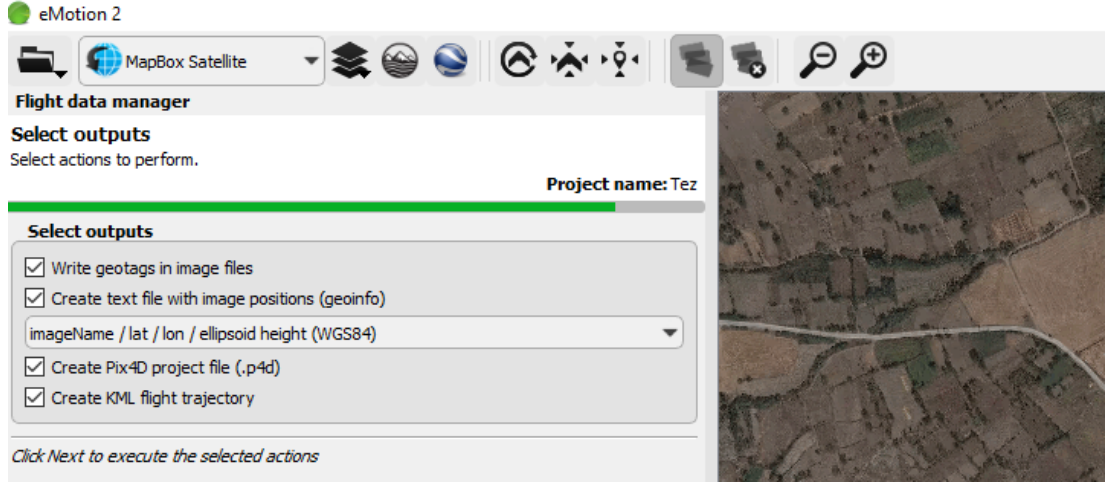 eMotion 2
MapBox Satellite
Flight data manager
Select outputs
Select actions to perform.
Project name: Tez
Select outputs
Write geotags in image files
Create text file with image positions (geoinfo)
imageName / lat / lon / ellipsoid height (WGS84)
Create Pix4D project file (.p4d)
Create KML flight trajectory
Click Next to execute the selected actions